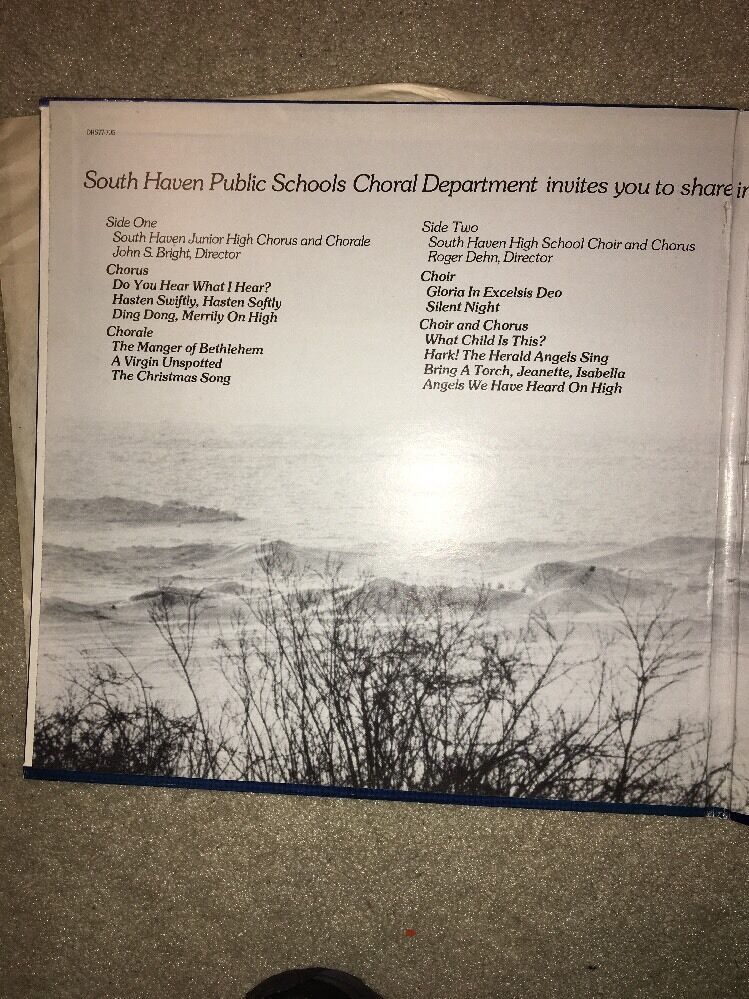 South Haven Public Schools Choral Department invites you to share in
Side One
South Haven Junior High Chorus and Chorale
John S. Bright, Director
Chorus
Do You Hear What I Hear?
Hasten Swiftly, Hasten Softly
Ding Dong, Merrily On High
Chorale
The Manger of Bethlehem
A Virgin Unspotted
The Christmas Song
Side Two
South Haven High School Choir and Chorus
Roger Dehn, Director
Choir
Gloria In Excelsis Deo
Silent Night
Choir and Chorus
What Child Is This?
Hark! The Herald Angels Sing
Bring A Torch, Jeanette, Isabella
Angels We Have Heard On High